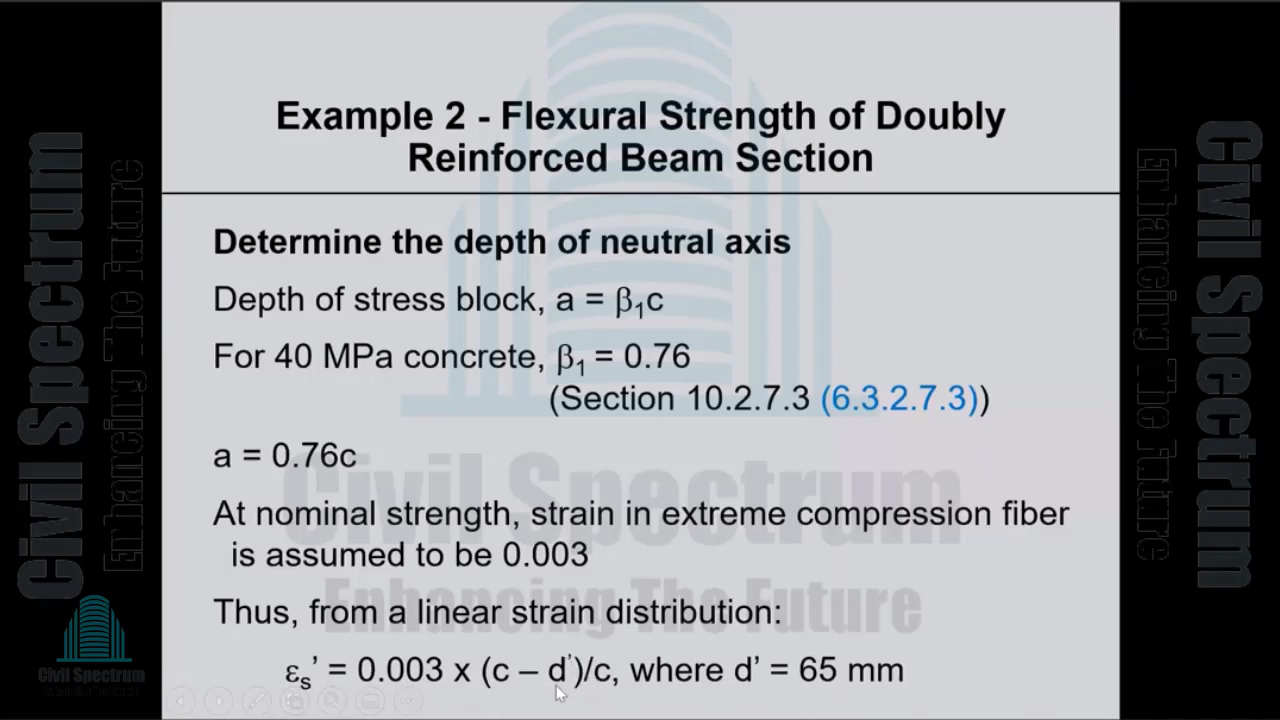 Example 2 - Flexural Strength of Doubly
Reinforced Beam Section
Determine the depth of neutral axis
Depth of stress block, a = β₁c
For 40 MPa concrete, β₁ = 0.76
(Section 10.2.7.3 (6.3.2.7.3))
a = 0.76c
At nominal strength, strain in extreme compression fiber
is assumed to be 0.003
Thus, from a linear strain distribution:
εₛ’ = 0.003 x (c – d’)/c, where d’ = 65 mm
Civil Spectrum
Enhancing The Future
Civil Spectrum
Enhancing The Future
Civil Spectrum
Enhancing The Future
Civil Spectrum